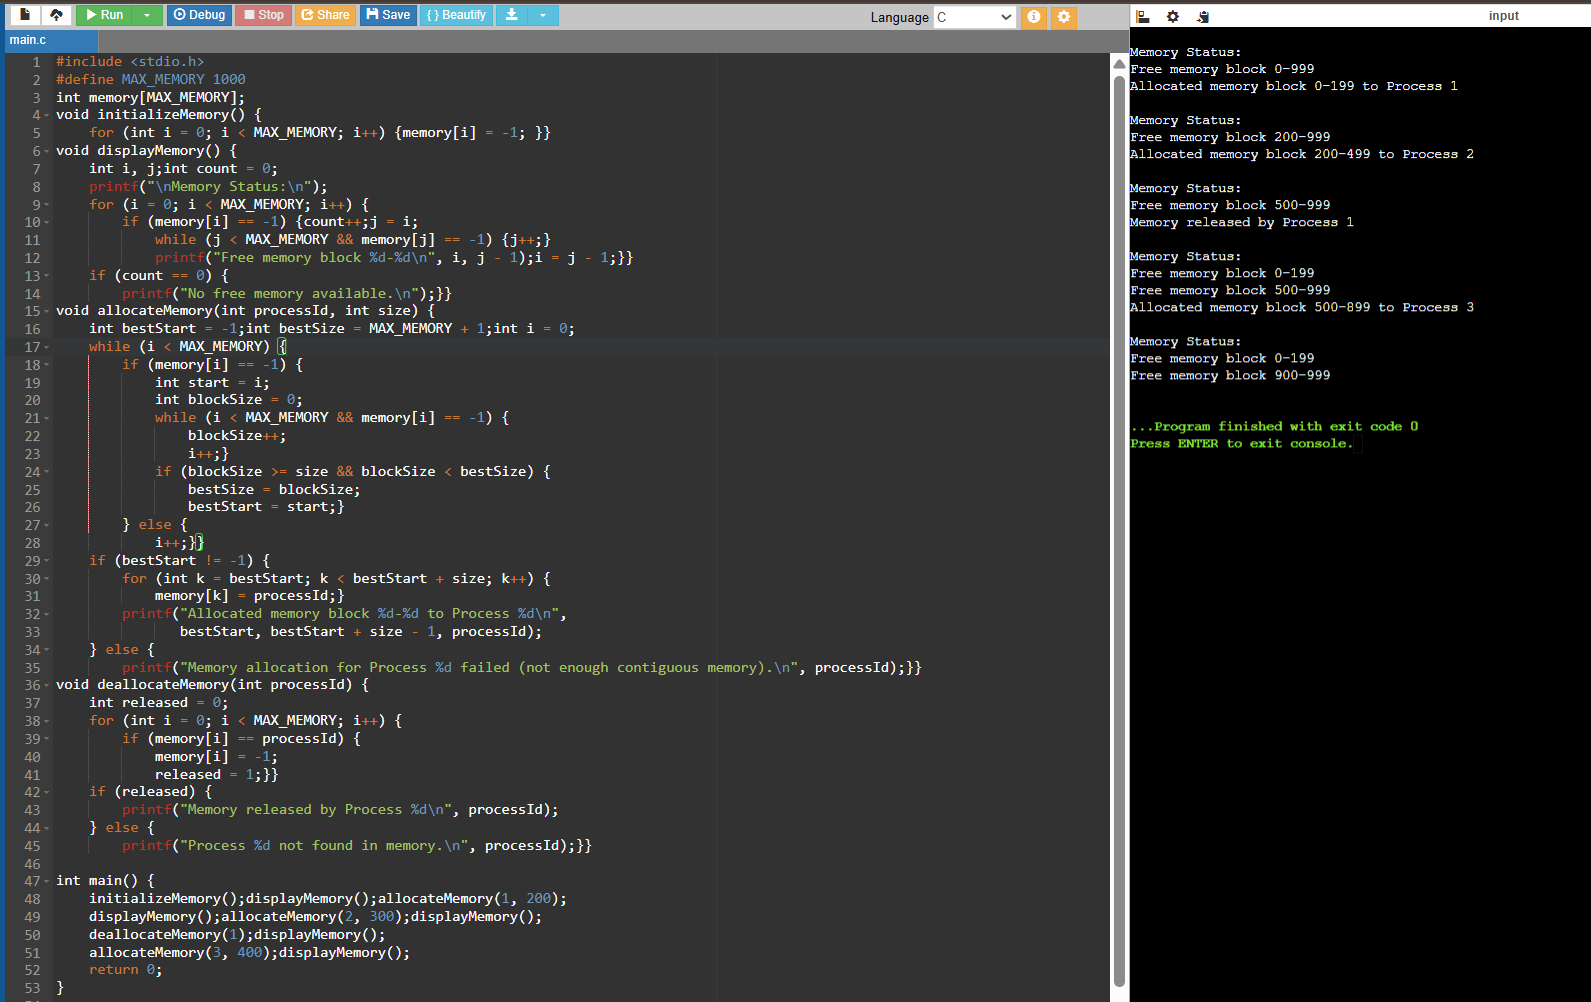 Run Debug Stop Share Save { } Beautify Language C input
main.c
1 #include <stdio.h>
2 #define MAX_MEMORY 1000
3 int memory[MAX_MEMORY];
4 void initializeMemory() {
5     for (int i = 0; i < MAX_MEMORY; i++) {memory[i] = -1; }}
6 void displayMemory() {
7     int i, j;int count = 0;
8     printf("\nMemory Status:\n");
9     for (i = 0; i < MAX_MEMORY; i++) {
10         if (memory[i] == -1) {count++;j = i;
11             while (j < MAX_MEMORY && memory[j] == -1) {j++;}
12             printf("Free memory block %d-%d\n", i, j - 1);i = j - 1;}}
13     if (count == 0) {
14         printf("No free memory available.\n");}}
15 void allocateMemory(int processId, int size) {
16     int bestStart = -1;int bestSize = MAX_MEMORY + 1;int i = 0;
17     while (i < MAX_MEMORY) {
18         if (memory[i] == -1) {
19             int start = i;
20             int blockSize = 0;
21             while (i < MAX_MEMORY && memory[i] == -1) {
22                 blockSize++;
23                 i++;}
24             if (blockSize >= size && blockSize < bestSize) {
25                 bestSize = blockSize;
26                 bestStart = start;}
27         } else {
28             i++;}}
29     if (bestStart != -1) {
30         for (int k = bestStart; k < bestStart + size; k++) {
31             memory[k] = processId;}
32         printf("Allocated memory block %d-%d to Process %d\n",
33                bestStart, bestStart + size - 1, processId);
34     } else {
35         printf("Memory allocation for Process %d failed (not enough contiguous memory).\n", processId);}}
36 void deallocateMemory(int processId) {
37     int released = 0;
38     for (int i = 0; i < MAX_MEMORY; i++) {
39         if (memory[i] == processId) {
40             memory[i] = -1;
41             released = 1;}}
42     if (released) {
43         printf("Memory released by Process %d\n", processId);
44     } else {
45         printf("Process %d not found in memory.\n", processId);}}
46
47 int main() {
48     initializeMemory();displayMemory();allocateMemory(1, 200);
49     displayMemory();allocateMemory(2, 300);displayMemory();
50     deallocateMemory(1);displayMemory();
51     allocateMemory(3, 400);displayMemory();
52     return 0;
53 }
Memory Status:
Free memory block 0-999
Allocated memory block 0-199 to Process 1
Memory Status:
Free memory block 200-999
Allocated memory block 200-499 to Process 2
Memory Status:
Free memory block 500-999
Memory released by Process 1
Memory Status:
Free memory block 0-199
Free memory block 500-999
Allocated memory block 500-899 to Process 3
Memory Status:
Free memory block 0-199
Free memory block 900-999
...Program finished with exit code 0
Press ENTER to exit console.